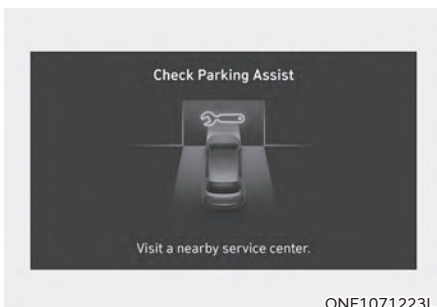 Check Parking Assist
Visit a nearby service center.
ONE1071223L